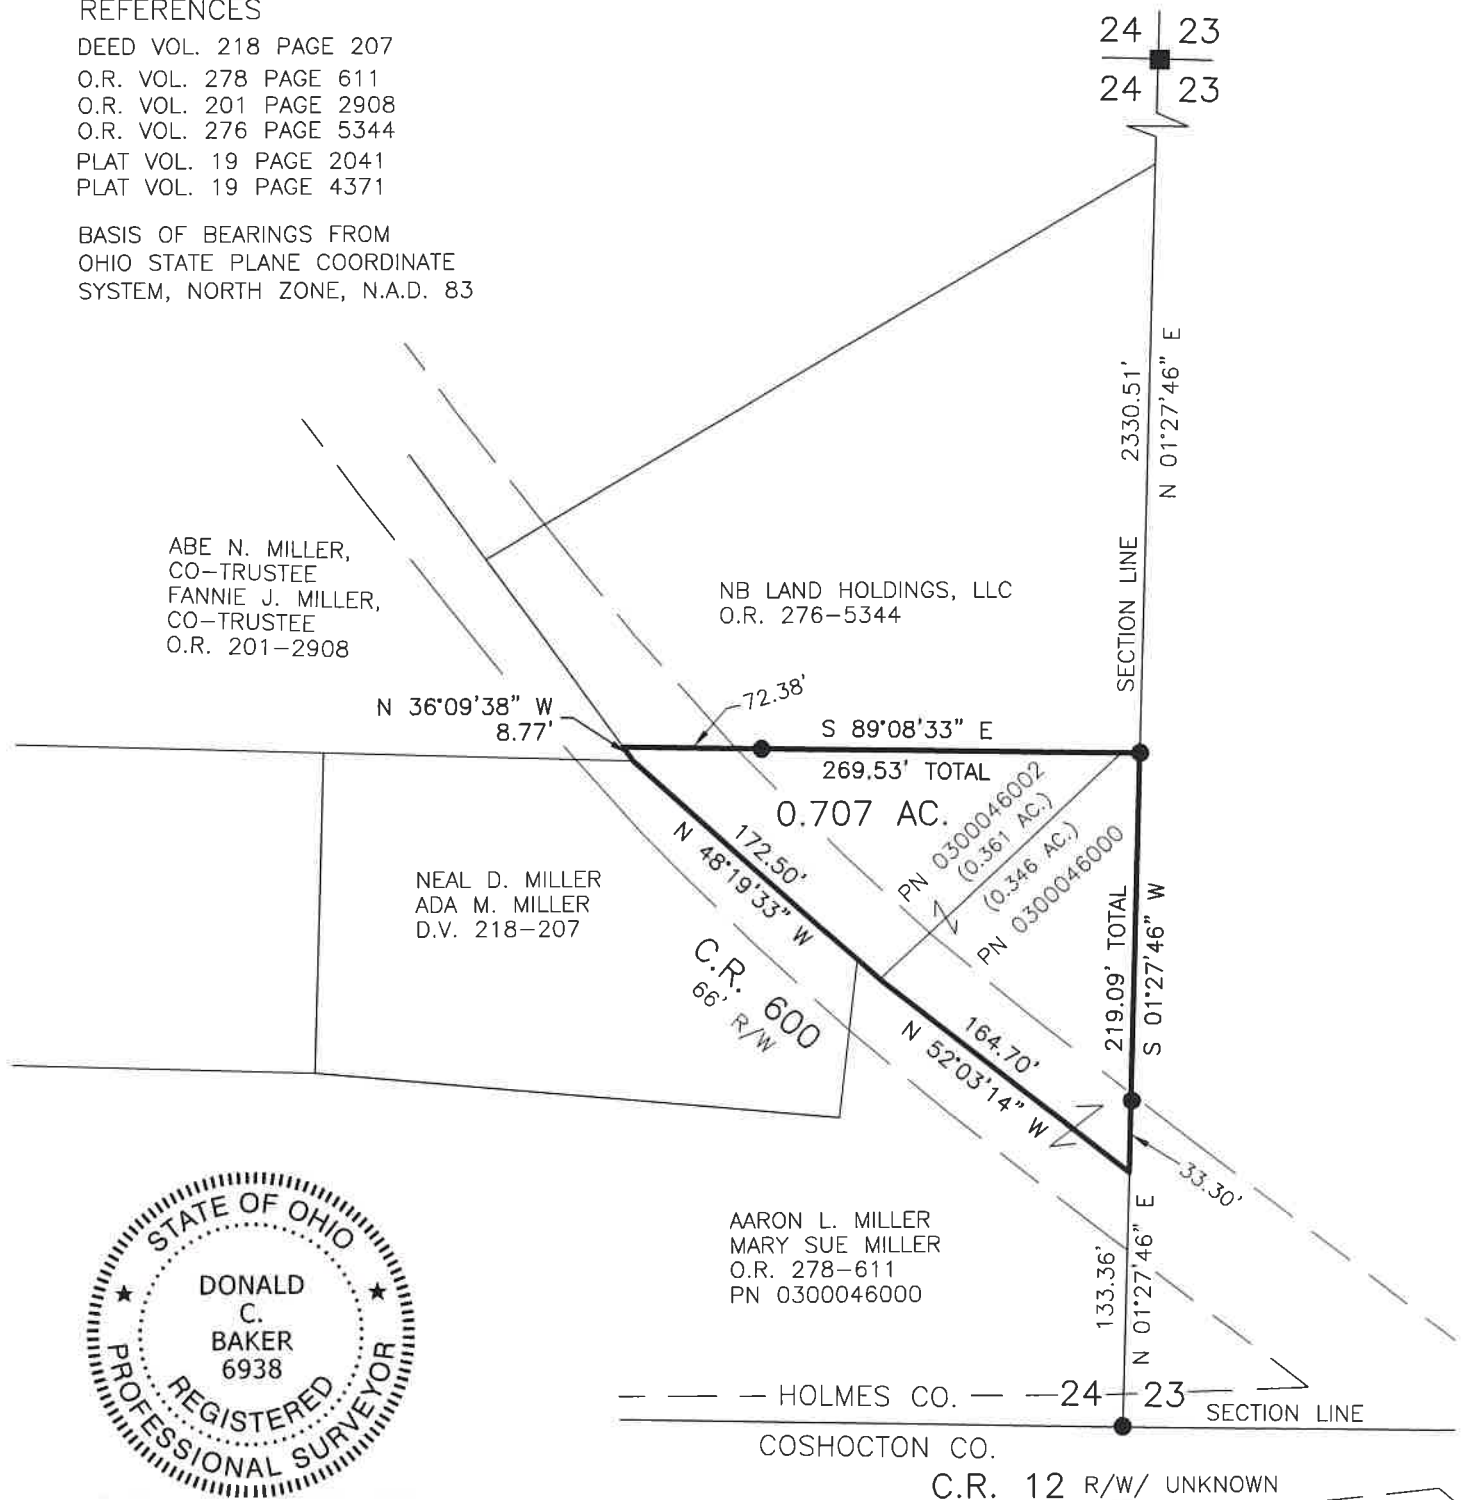 REFERENCES
DEED VOL. 218 PAGE 207
O.R. VOL. 278 PAGE 611
O.R. VOL. 201 PAGE 2908
O.R. VOL. 276 PAGE 5344
PLAT VOL. 19 PAGE 2041
PLAT VOL. 19 PAGE 4371
BASIS OF BEARINGS FROM
OHIO STATE PLANE COORDINATE
SYSTEM, NORTH ZONE, N.A.D. 83
24 23
24 23
2330.51'
N 01°27'46" E
SECTION LINE
ABE N. MILLER,
CO-TRUSTEE
FANNIE J. MILLER,
CO-TRUSTEE
O.R. 201-2908
NB LAND HOLDINGS, LLC
O.R. 276-5344
N 36°09'38" W
8.77'
72.38'
S 89°08'33" E
269.53' TOTAL
0.707 AC.
PN 0300046002
(0.361 AC.)
(0.346 AC.)
PN 0300046000
172.50'
N 48°19'33" W
NEAL D. MILLER
ADA M. MILLER
D.V. 218-207
C.R. 600
66' R/W
219.09' TOTAL
S 01°27'46" W
164.70'
N 52°03'14" W
33.30'
AARON L. MILLER
MARY SUE MILLER
O.R. 278-611
PN 0300046000
133.36'
N 01°27'46" E
STATE OF OHIO
DONALD
C.
BAKER
6938
REGISTERED
PROFESSIONAL SURVEYOR
HOLMES CO.
24 23
SECTION LINE
COSHOCTON CO.
C.R. 12 R/W/ UNKNOWN